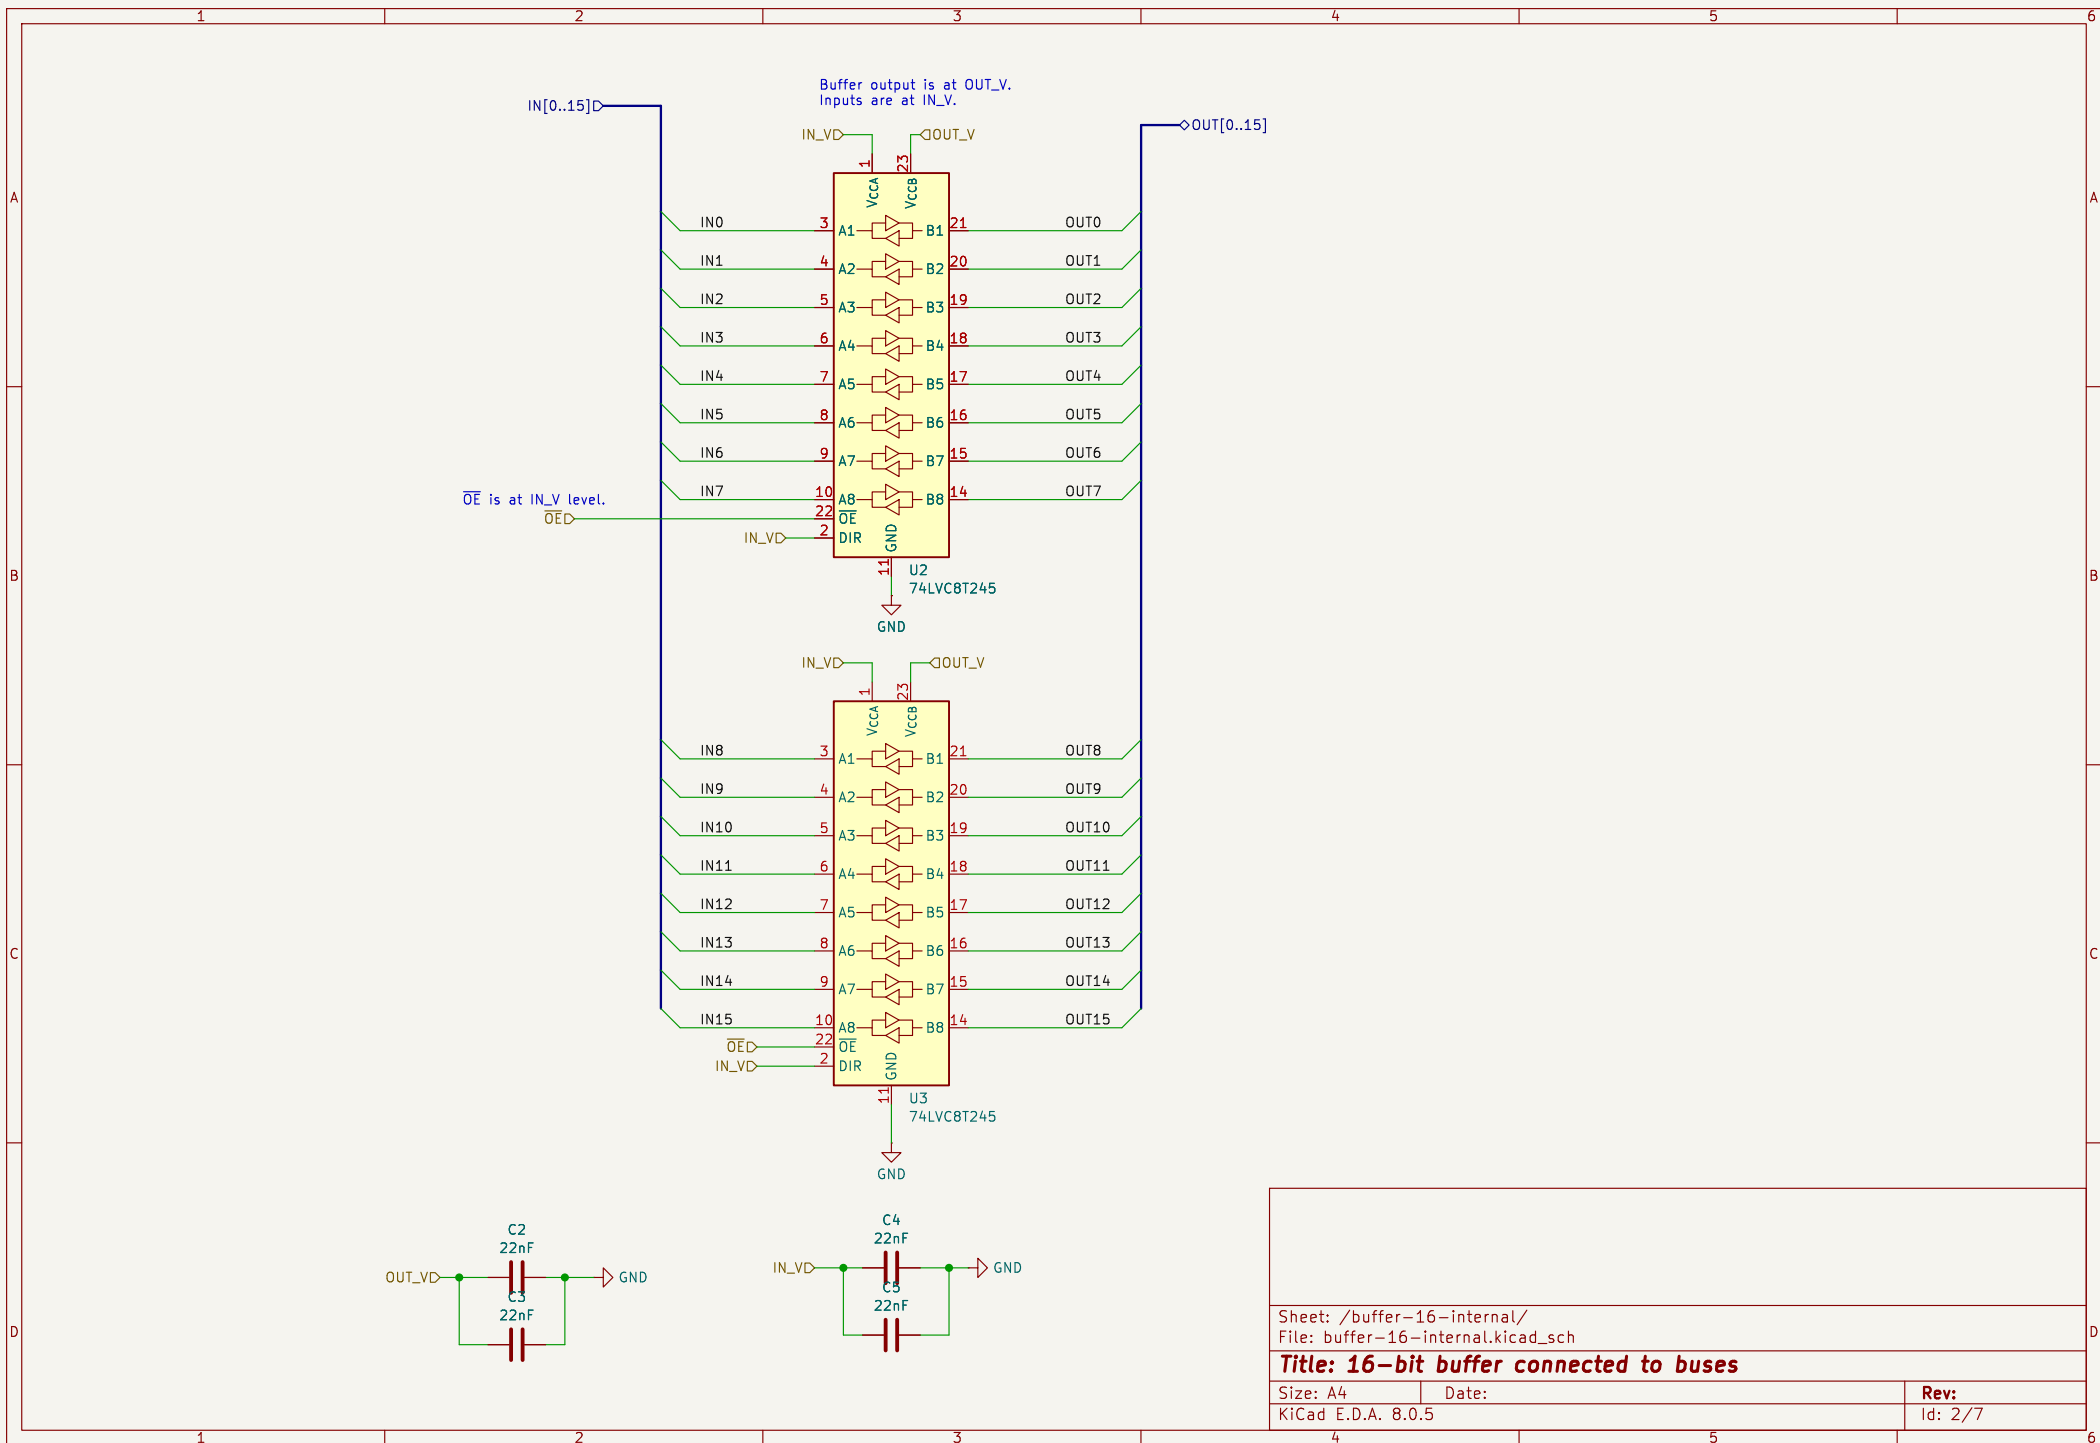 1 2 3 4 5 6
Buffer output is at OUT_V.
Inputs are at IN_V.
IN[0..15]
OUT[0..15]
IN_V
OUT_V
1 23
VCCA VCCB
A A
IN0 3 A1 B1 21 OUT0
IN1 4 A2 B2 20 OUT1
IN2 5 A3 B3 19 OUT2
IN3 6 A4 B4 18 OUT3
IN4 7 A5 B5 17 OUT4
IN5 8 A6 B6 16 OUT5
IN6 9 A7 B7 15 OUT6
IN7 10 A8 B8 14 OUT7
O̅E̅ is at IN_V level.
O̅E̅ 22 O̅E̅
IN_V 2 DIR
GND
11
B B
U2
74LVC8T245
GND
IN_V
OUT_V
1 23
VCCA VCCB
IN8 3 A1 B1 21 OUT8
IN9 4 A2 B2 20 OUT9
IN10 5 A3 B3 19 OUT10
IN11 6 A4 B4 18 OUT11
IN12 7 A5 B5 17 OUT12
IN13 8 A6 B6 16 OUT13
C C
IN14 9 A7 B7 15 OUT14
IN15 10 A8 B8 14 OUT15
O̅E̅ 22 O̅E̅
IN_V 2 DIR
GND
11
U3
74LVC8T245
GND
C2
22nF
OUT_V
GND
C3
22nF
C4
22nF
IN_V
GND
C5
22nF
D D
Sheet: /buffer-16-internal/
File: buffer-16-internal.kicad_sch
Title: 16-bit buffer connected to buses
Size: A4 Date: Rev:
KiCad E.D.A. 8.0.5 Id: 2/7
1 2 3 4 5 6